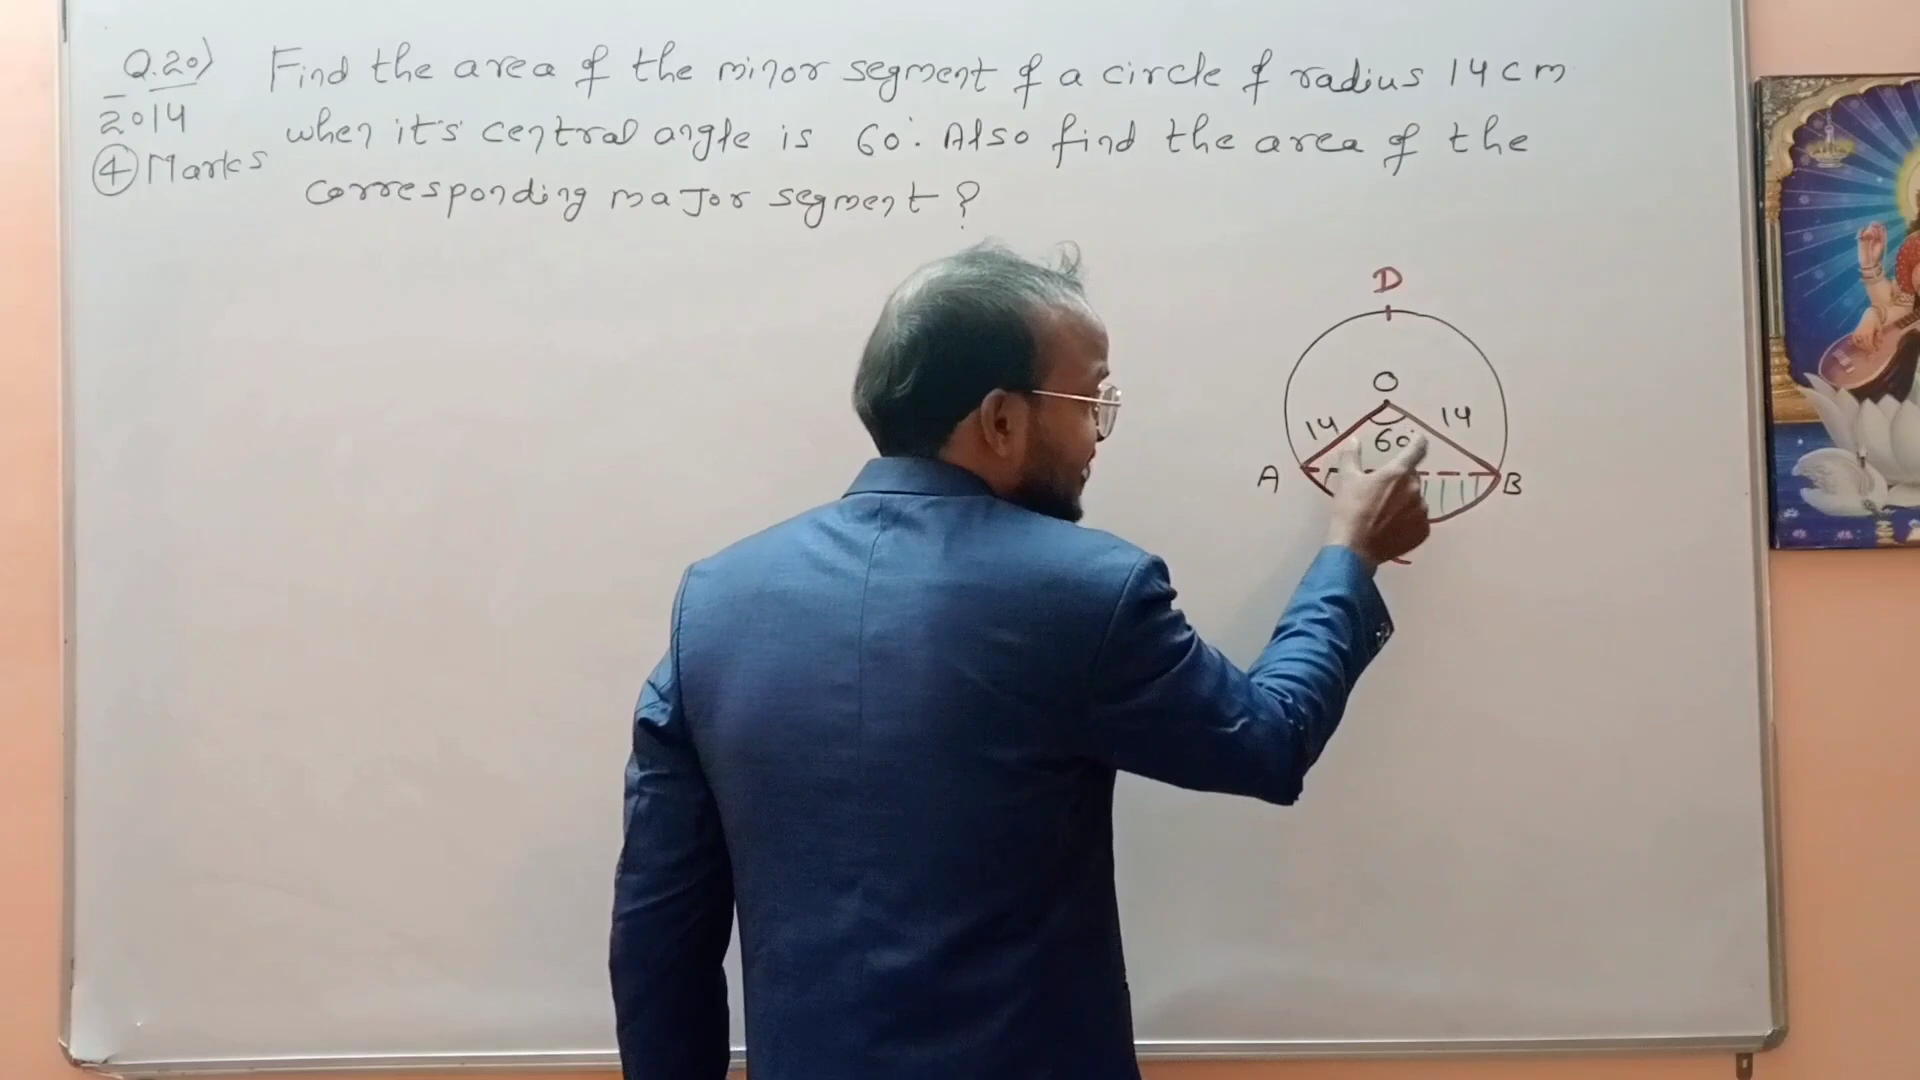 Q.20) Find the area of the minor segment of a circle of radius 14 cm
2014 when it's central angle is 60°. Also find the area of the
④ Marks corresponding major segment?
D
O
14 14
60°
A B